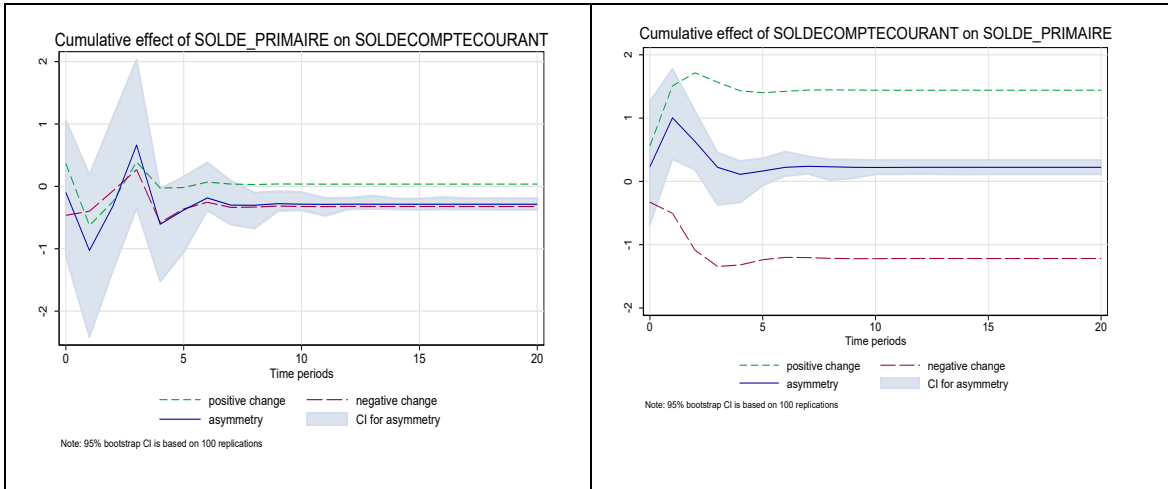 Cumulative effect of SOLDE_PRIMAIRE on SOLDECOMPTECOURANT
2
1
0
-1
-2
0 5 10 15 20
Time periods
positive change negative change
asymmetry CI for asymmetry
Note: 95% bootstrap CI is based on 100 replications
Cumulative effect of SOLDECOMPTECOURANT on SOLDE_PRIMAIRE
2
1
0
-1
-2
0 5 10 15 20
Time periods
positive change negative change
asymmetry CI for asymmetry
Note: 95% bootstrap CI is based on 100 replications